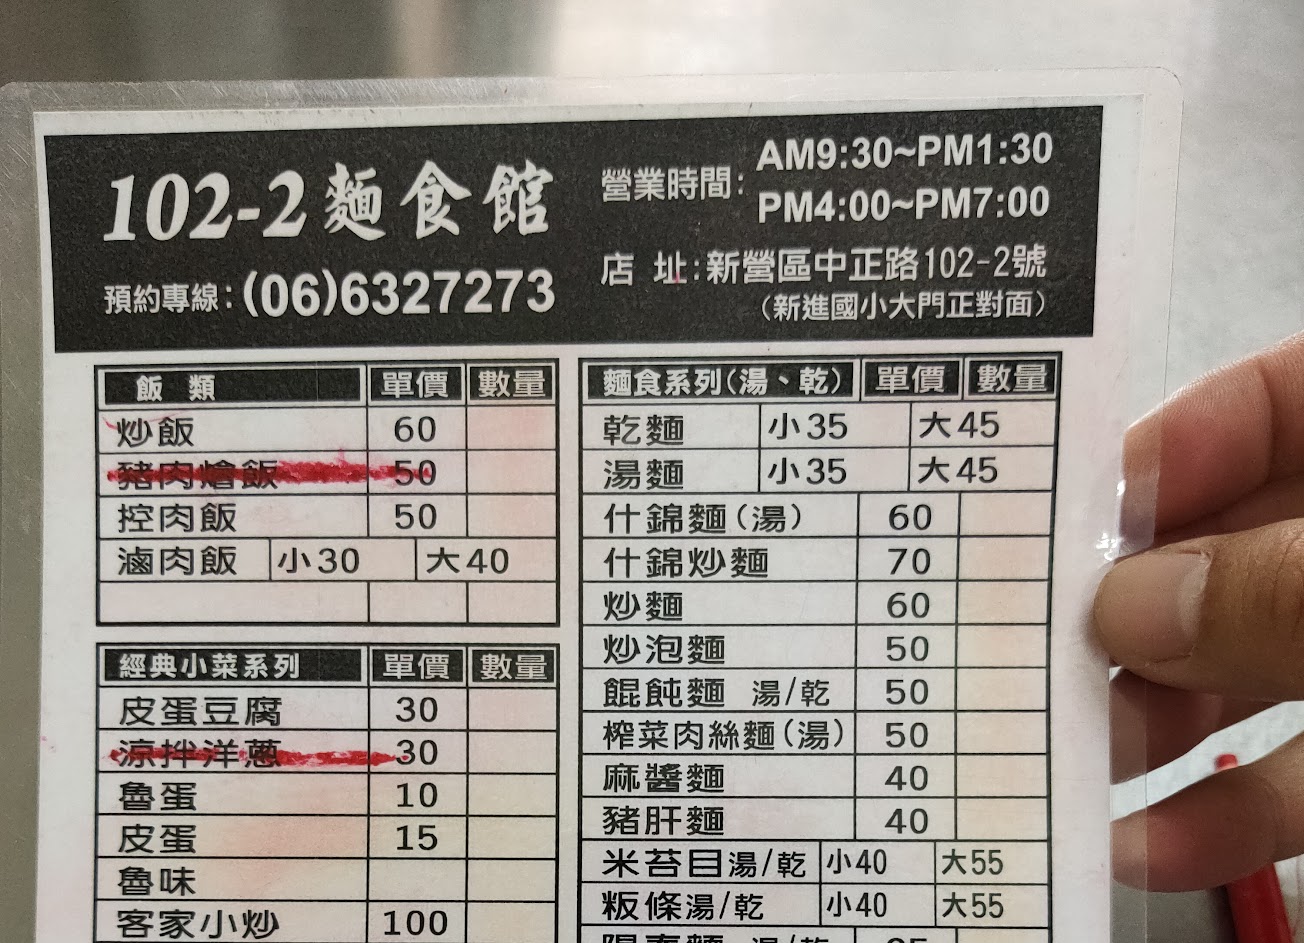 102-2麵食館
預約專線:(06)6327273
營業時間:AM9:30~PM1:30
PM4:00~PM7:00
店 址:新營區中正路102-2號
(新進國小大門正對面)
飯 類 單價 數量
炒飯 60
豬肉燴飯 50
控肉飯 50
滷肉飯 小30 大40
經典小菜系列 單價 數量
皮蛋豆腐 30
涼拌洋蔥 30
魯蛋 10
皮蛋 15
魯味
客家小炒 100
麵食系列(湯、乾) 單價 數量
乾麵 小35 大45
湯麵 小35 大45
什錦麵(湯) 60
什錦炒麵 70
炒麵 60
炒泡麵 50
餛飩麵 湯/乾 50
榨菜肉絲麵(湯) 50
麻醬麵 40
豬肝麵 40
米苔目湯/乾 小40 大55
粄條湯/乾 小40 大55